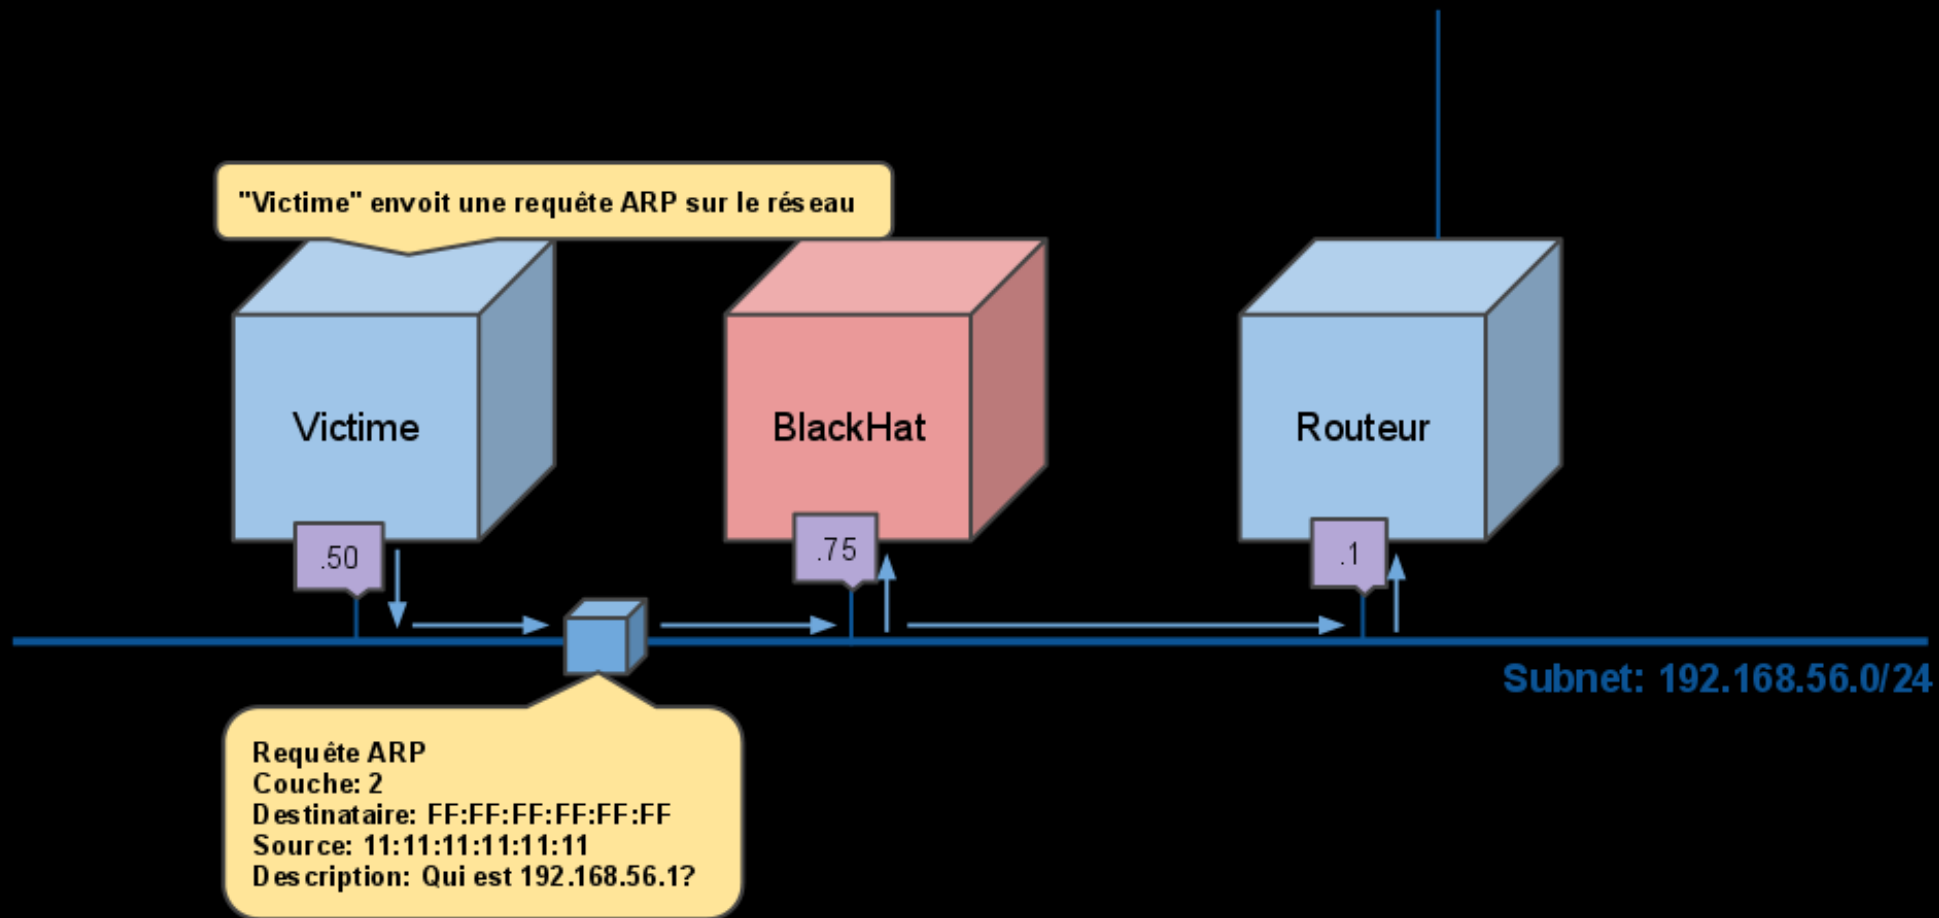 "Victime" envoit une requête ARP sur le réseau
Victime
BlackHat
Routeur
.50
.75
.1
Subnet: 192.168.56.0/24
Requête ARP
Couche: 2
Destinataire: FF:FF:FF:FF:FF:FF
Source: 11:11:11:11:11:11
Description: Qui est 192.168.56.1?